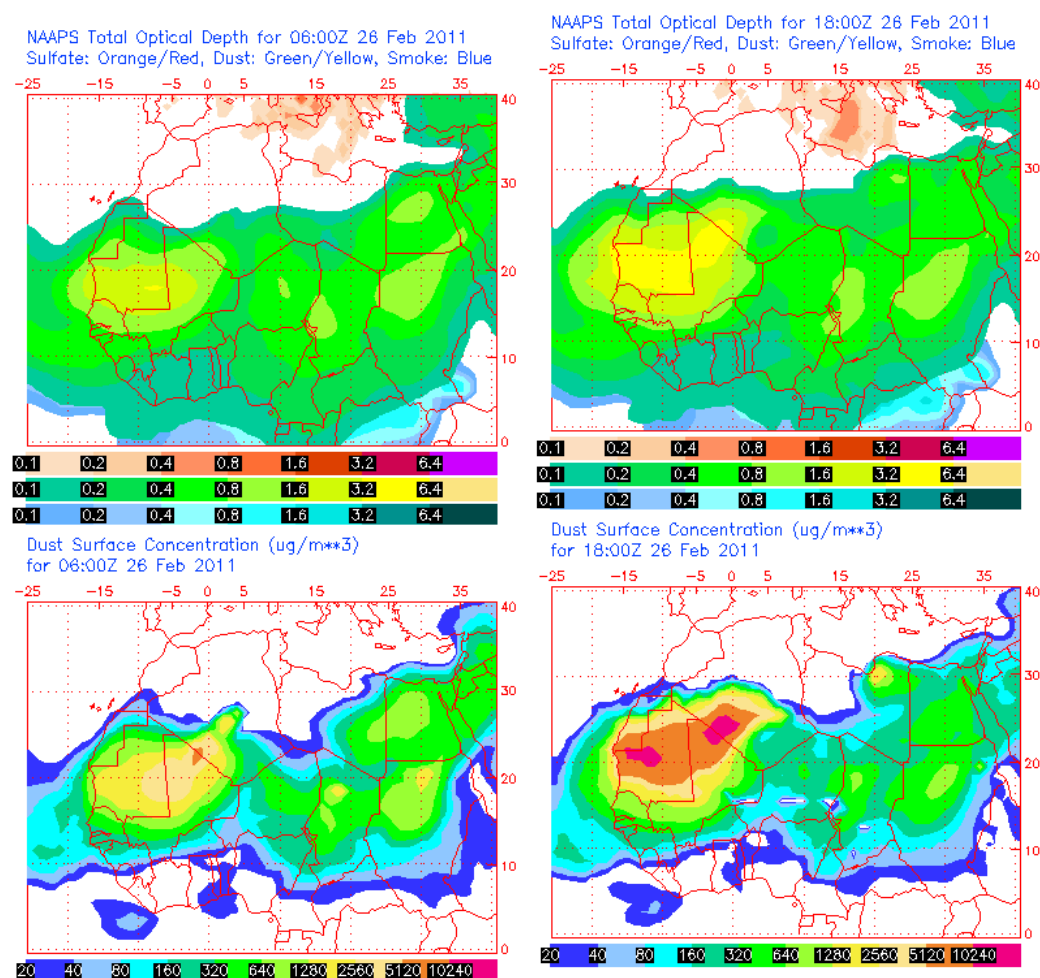 NAAPS Total Optical Depth for 06:00Z 26 Feb 2011
Sulfate: Orange/Red, Dust: Green/Yellow, Smoke: Blue
-25 -15 -5 0 5 15 25 35
40
30
20
10
0
0.1 0.2 0.4 0.8 1.6 3.2 6.4
0.1 0.2 0.4 0.8 1.6 3.2 6.4
0.1 0.2 0.4 0.8 1.6 3.2 6.4
NAAPS Total Optical Depth for 18:00Z 26 Feb 2011
Sulfate: Orange/Red, Dust: Green/Yellow, Smoke: Blue
-25 -15 -5 0 5 15 25 35
40
30
20
10
0
0.1 0.2 0.4 0.8 1.6 3.2 6.4
0.1 0.2 0.4 0.8 1.6 3.2 6.4
0.1 0.2 0.4 0.8 1.6 3.2 6.4
Dust Surface Concentration (ug/m**3)
for 06:00Z 26 Feb 2011
-25 -15 -5 0 5 15 25 35
40
30
20
10
0
20 40 80 160 320 640 1280 2560 5120 10240
Dust Surface Concentration (ug/m**3)
for 18:00Z 26 Feb 2011
-25 -15 -5 0 5 15 25 35
40
30
20
10
0
20 40 80 160 320 640 1280 2560 5120 10240